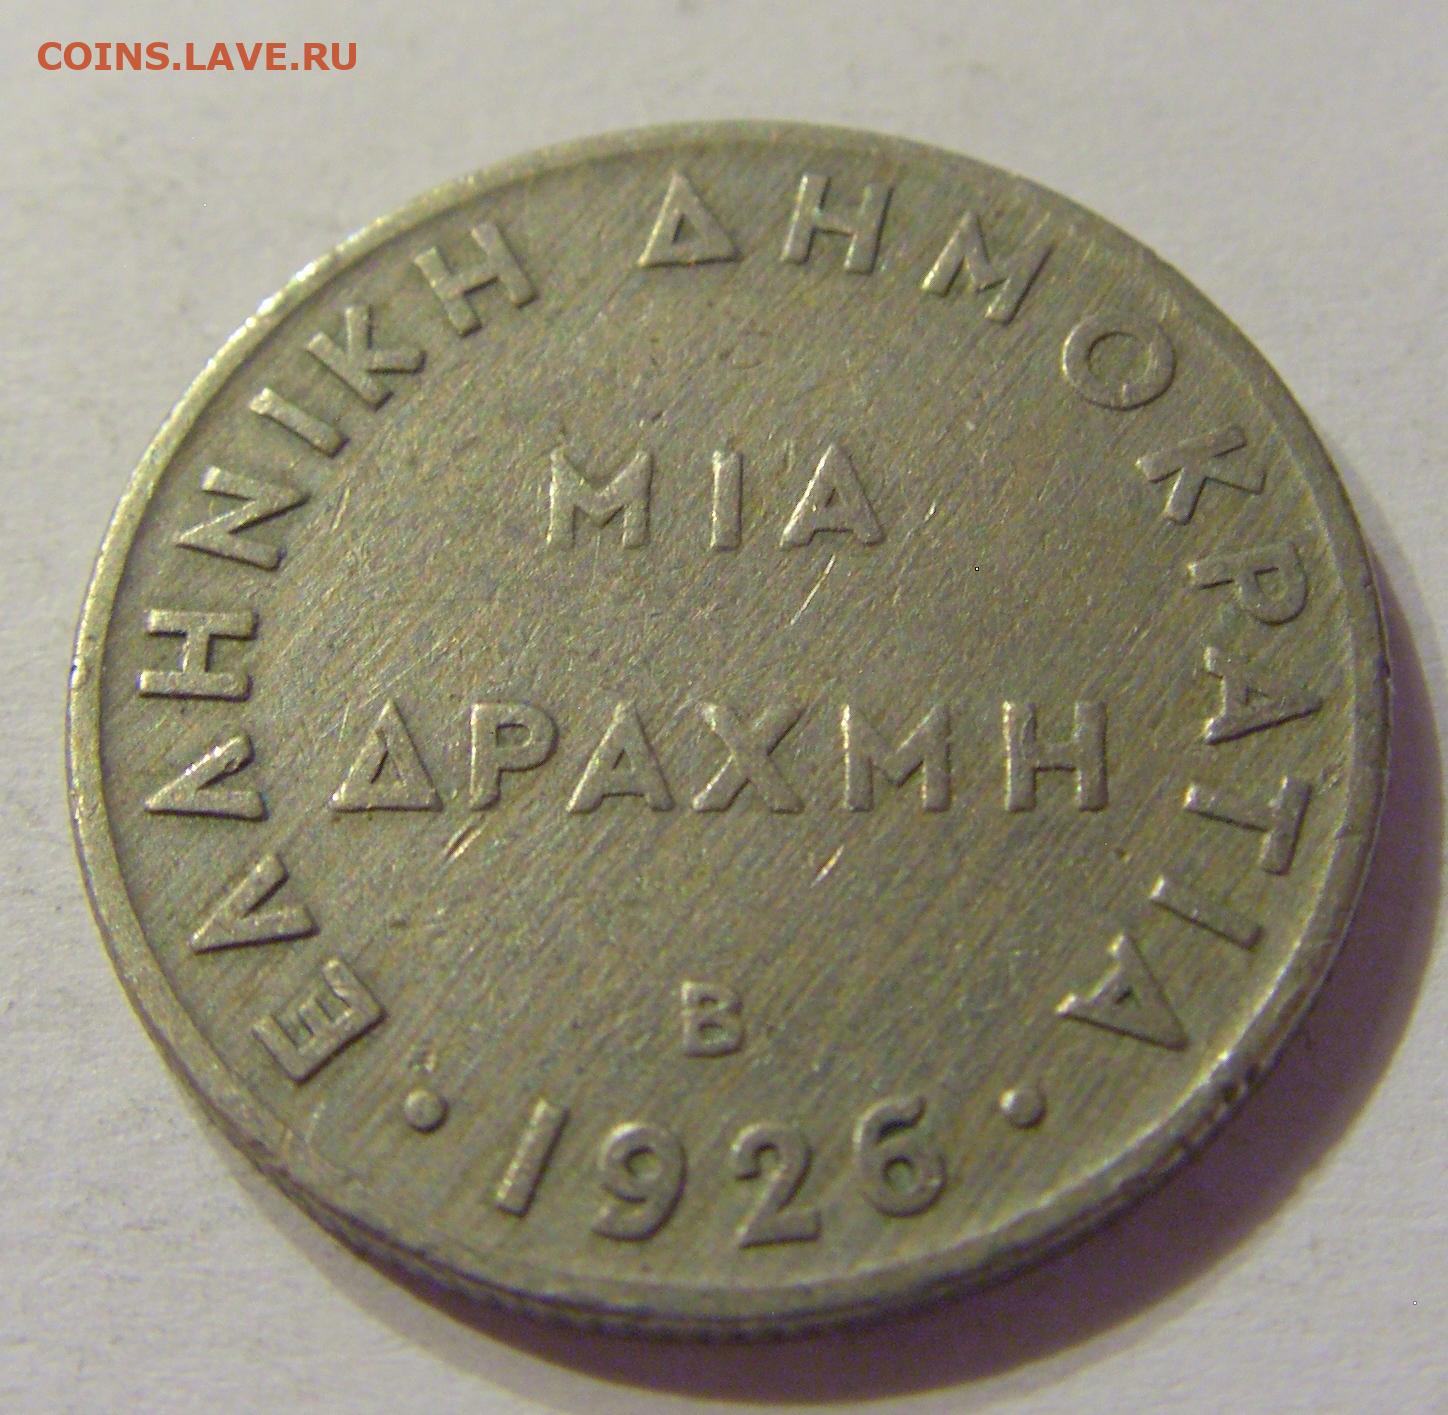 COINS.LAVE.RU
ΕΛΛΗΝΙΚΗ ΔΗΜΟΚΡΑΤΙΑ
ΜΙΑ
ΔΡΑΧΜΗ
Β
· 1926 ·